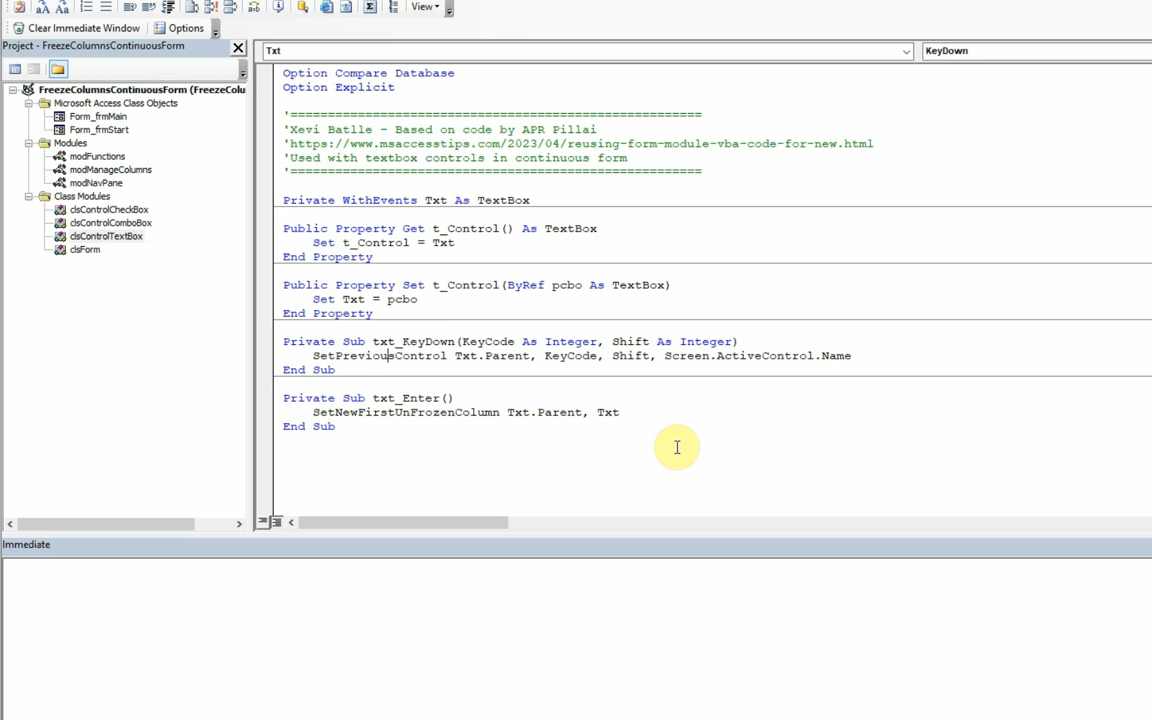 View
Clear Immediate Window
Options
Project - FreezeColumnsContinuousForm
Txt
KeyDown
FreezeColumnsContinuousForm (FreezeColu
Microsoft Access Class Objects
Form_frmMain
Form_frmStart
Modules
modFunctions
modManageColumns
modNavPane
Class Modules
clsControlCheckBox
clsControlComboBox
clsControlTextBox
clsForm
Option Compare Database
Option Explicit
'=======================================================
'Xevi Batlle - Based on code by APR Pillai
'https://www.msaccesstips.com/2023/04/reusing-form-module-vba-code-for-new.html
'Used with textbox controls in continuous form
'=======================================================
Private WithEvents Txt As TextBox
Public Property Get t_Control() As TextBox
Set t_Control = Txt
End Property
Public Property Set t_Control(ByRef pcbo As TextBox)
Set Txt = pcbo
End Property
Private Sub txt_KeyDown(KeyCode As Integer, Shift As Integer)
SetPreviousControl Txt.Parent, KeyCode, Shift, Screen.ActiveControl.Name
End Sub
Private Sub txt_Enter()
SetNewFirstUnFrozenColumn Txt.Parent, Txt
End Sub
Immediate